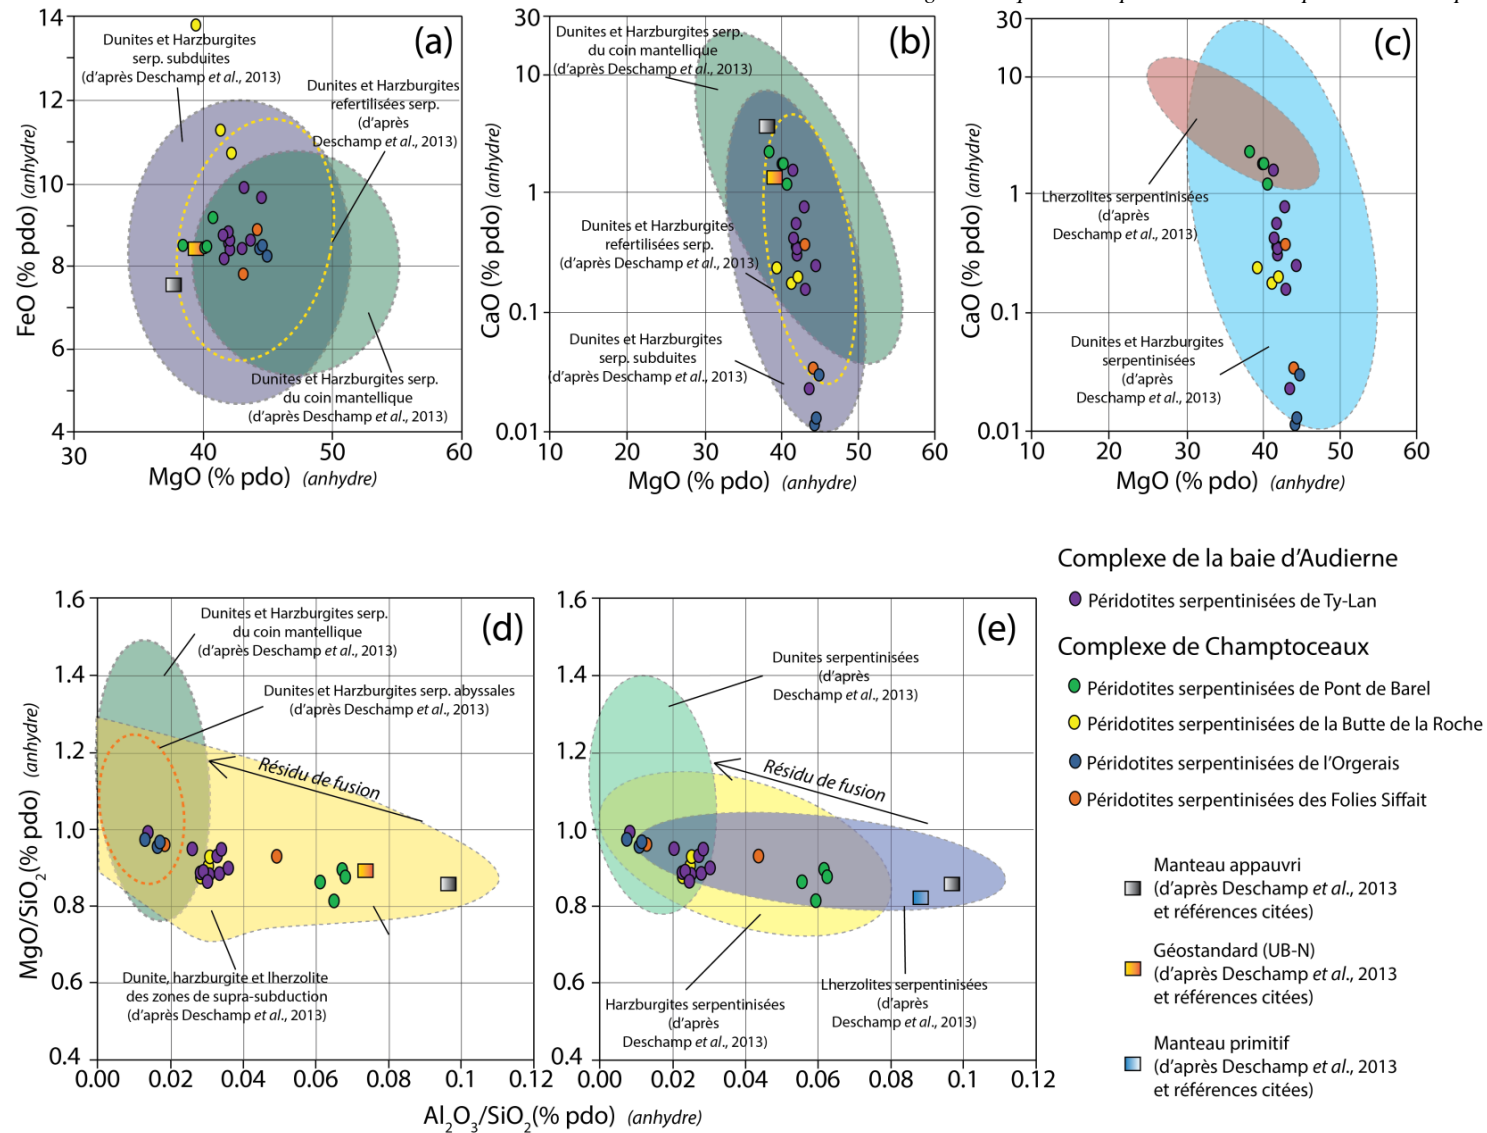 14
12
10
8
6
4
30
40
50
60
FeO (% pdo) (anhydre)
MgO (% pdo) (anhydre)
(a)
Dunites et Harzburgites
serp. subduites
(d’après Deschamp et al., 2013)
Dunites et Harzburgites
refertilisées serp.
(d’après
Deschamp et al., 2013)
Dunites et Harzburgites serp.
du coin mantellique
(d’après Deschamp et al., 2013)
30
10
1
0.1
0.01
10
20
30
40
50
60
CaO (% pdo) (anhydre)
MgO (% pdo) (anhydre)
(b)
Dunites et Harzburgites serp.
du coin mantellique
(d’après Deschamp et al., 2013)
Dunites et Harzburgites
refertilisées serp.
(d’après Deschamp et al., 2013)
Dunites et Harzburgites
serp. subduites
(d’après Deschamp et al., 2013)
30
10
1
0.1
0.01
10
20
30
40
50
60
CaO (% pdo) (anhydre)
MgO (% pdo) (anhydre)
(c)
Lherzolites serpentinisées
(d’après
Deschamp et al., 2013)
Dunites et Harzburgites
serpentinisées
(d’après
Deschamp et al., 2013)
1.6
1.4
1.2
1.0
0.8
0.6
0.4
0.00
0.02
0.04
0.06
0.08
0.1
0.12
MgO/SiO2(% pdo) (anhydre)
(d)
Dunites et Harzburgites serp.
du coin mantellique
(d’après Deschamp et al., 2013)
Dunites et Harzburgites serp. abyssales
(d’après Deschamp et al., 2013)
Résidu de fusion
Dunite, harzburgite et lherzolite
des zones de supra-subduction
(d’après Deschamp et al., 2013)
1.6
1.4
1.2
1.0
0.8
0.6
0.4
0.00
0.02
0.04
0.06
0.08
0.1
0.12
(e)
Dunites serpentinisées
(d’après
Deschamp et al., 2013)
Résidu de fusion
Harzburgites serpentinisées
(d’après
Deschamp et al., 2013)
Lherzolites serpentinisées
(d’après
Deschamp et al., 2013)
Al2O3/SiO2(% pdo) (anhydre)
Complexe de la baie d’Audierne
Péridotites serpentinisées de Ty-Lan
Complexe de Champtoceaux
Péridotites serpentinisées de Pont de Barel
Péridotites serpentinisées de la Butte de la Roche
Péridotites serpentinisées de l’Orgerais
Péridotites serpentinisées des Folies Siffait
Manteau appauvri
(d’après Deschamp et al., 2013
et références citées)
Géostandard (UB-N)
(d’après Deschamp et al., 2013
et références citées)
Manteau primitif
(d’après Deschamp et al., 2013
et références citées)